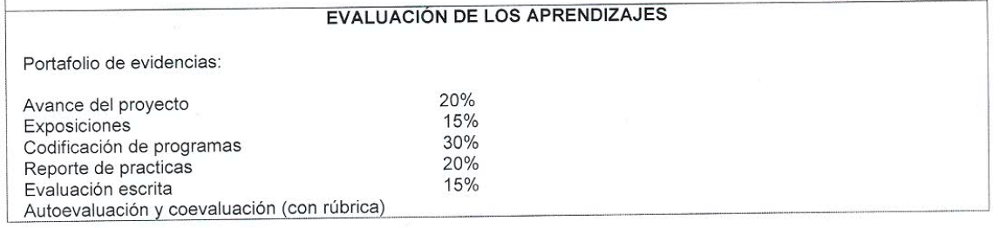 EVALUACIÓN DE LOS APRENDIZAJES
Portafolio de evidencias:
Avance del proyecto 20%
Exposiciones 15%
Codificación de programas 30%
Reporte de practicas 20%
Evaluación escrita 15%
Autoevaluación y coevaluación (con rúbrica)